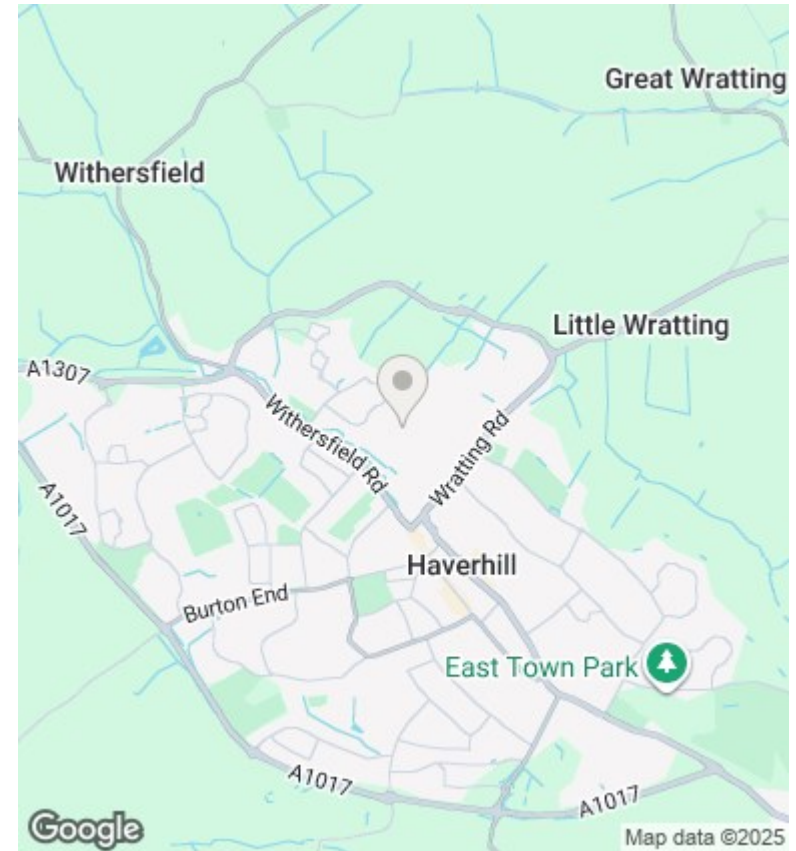 Great Wratting
Withersfield
Little Wratting
A1307
Withersfield Rd
Wratting Rd
A1017
Haverhill
Burton End
East Town Park
A1017
A1017
Google
Map data ©2025